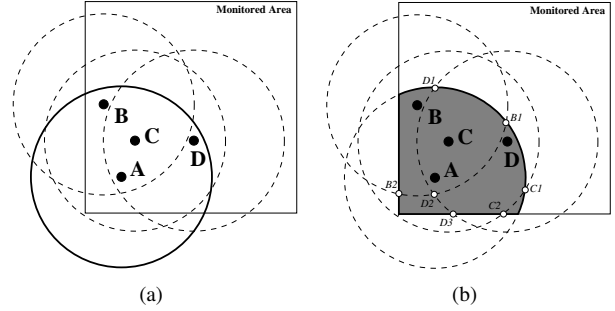 Monitored Area
B
C
D
A
(a)
Monitored Area
D1
B
B1
C
D
A
B2
D2
C1
C2
D3
(b)